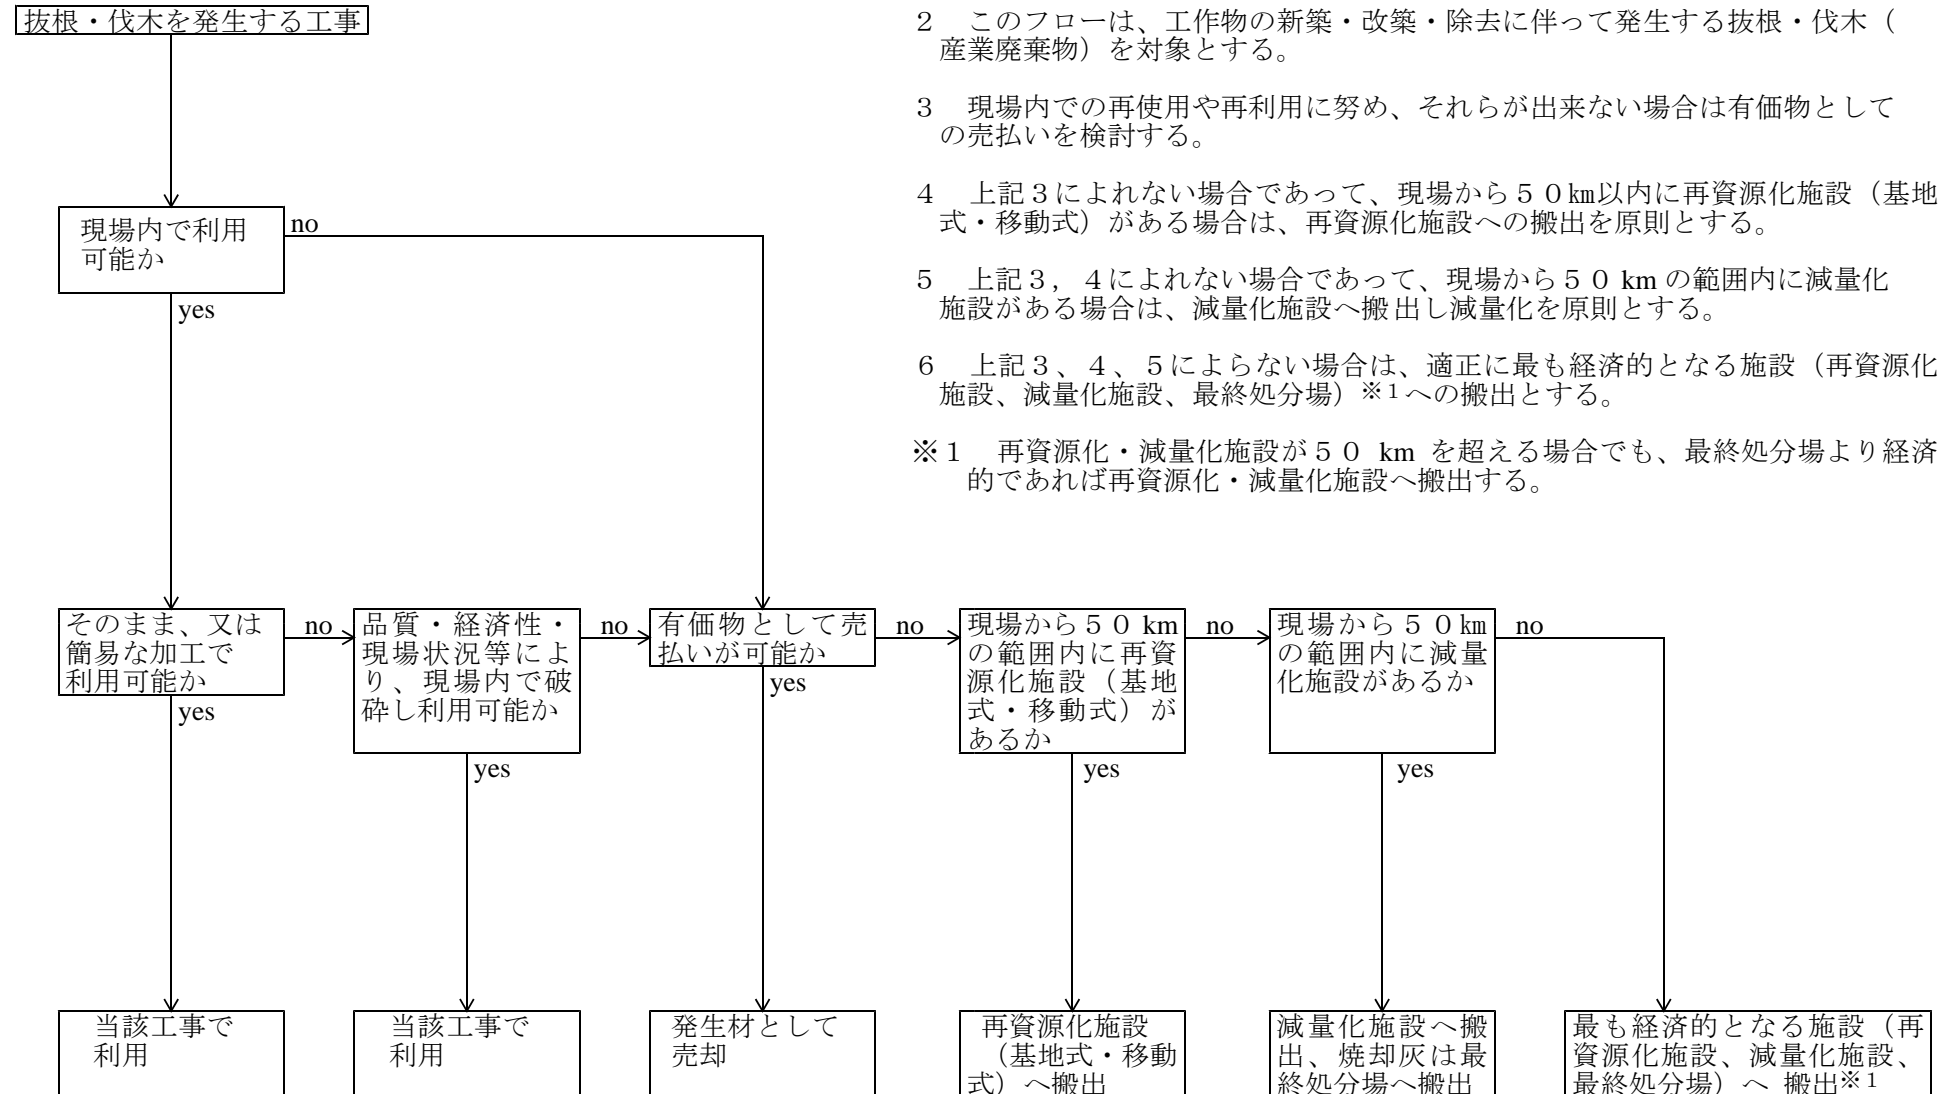 抜根・伐木を発生する工事
２　このフローは、工作物の新築・改築・除去に伴って発生する抜根・伐木（
産業廃棄物）を対象とする。
３　現場内での再使用や再利用に努め、それらが出来ない場合は有価物として
の売払いを検討する。
４　上記３によれない場合であって、現場から５０㎞以内に再資源化施設（基地
式・移動式）がある場合は、再資源化施設への搬出を原則とする。
５　上記３，４によれない場合であって、現場から５０ km の範囲内に減量化
施設がある場合は、減量化施設へ搬出し減量化を原則とする。
６　上記３、４、５によらない場合は、適正に最も経済的となる施設（再資源化
施設、減量化施設、最終処分場）※１への搬出とする。
※１　再資源化・減量化施設が５０ km を超える場合でも、最終処分場より経済
的であれば再資源化・減量化施設へ搬出する。
現場内で利用
可能か
no
yes
そのまま、又は
簡易な加工で
利用可能か
no
yes
品質・経済性・
現場状況等によ
り、現場内で破
砕し利用可能か
no
yes
有価物として売
払いが可能か
no
yes
現場から５０ km
の範囲内に再資
源化施設（基地
式・移動式）が
あるか
no
yes
現場から５０㎞
の範囲内に減量
化施設があるか
no
yes
当該工事で
利用
当該工事で
利用
発生材として
売却
再資源化施設
（基地式・移動
式）へ搬出
減量化施設へ搬
出、焼却灰は最
終処分場へ搬出
最も経済的となる施設（再
資源化施設、減量化施設、
最終処分場）へ 搬出※１